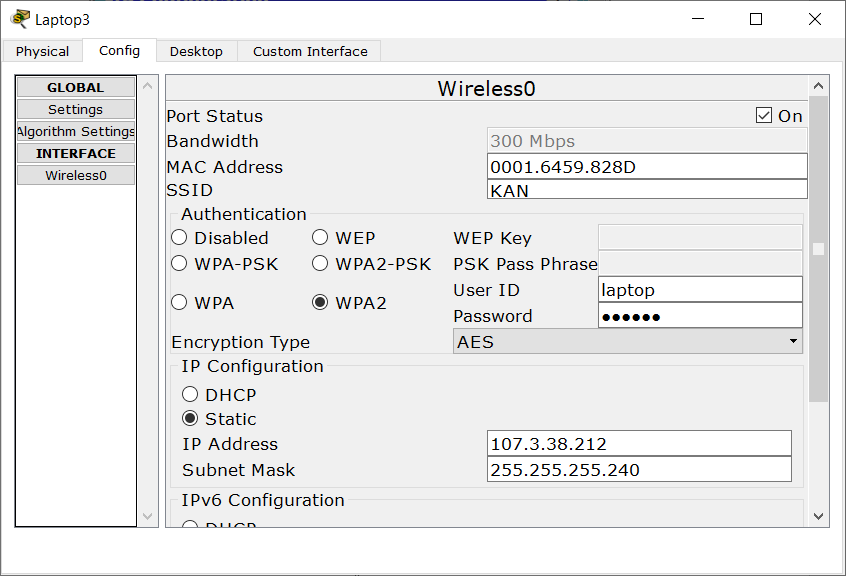 Laptop3
Physical Config Desktop Custom Interface
GLOBAL
Settings
Algorithm Settings
INTERFACE
Wireless0
Wireless0
Port Status On
Bandwidth 300 Mbps
MAC Address 0001.6459.828D
SSID KAN
Authentication
Disabled WEP WEP Key
WPA-PSK WPA2-PSK PSK Pass Phrase
User ID laptop
WPA WPA2
Password ●●●●●●
Encryption Type AES
IP Configuration
DHCP
Static
IP Address 107.3.38.212
Subnet Mask 255.255.255.240
IPv6 Configuration
DHCP